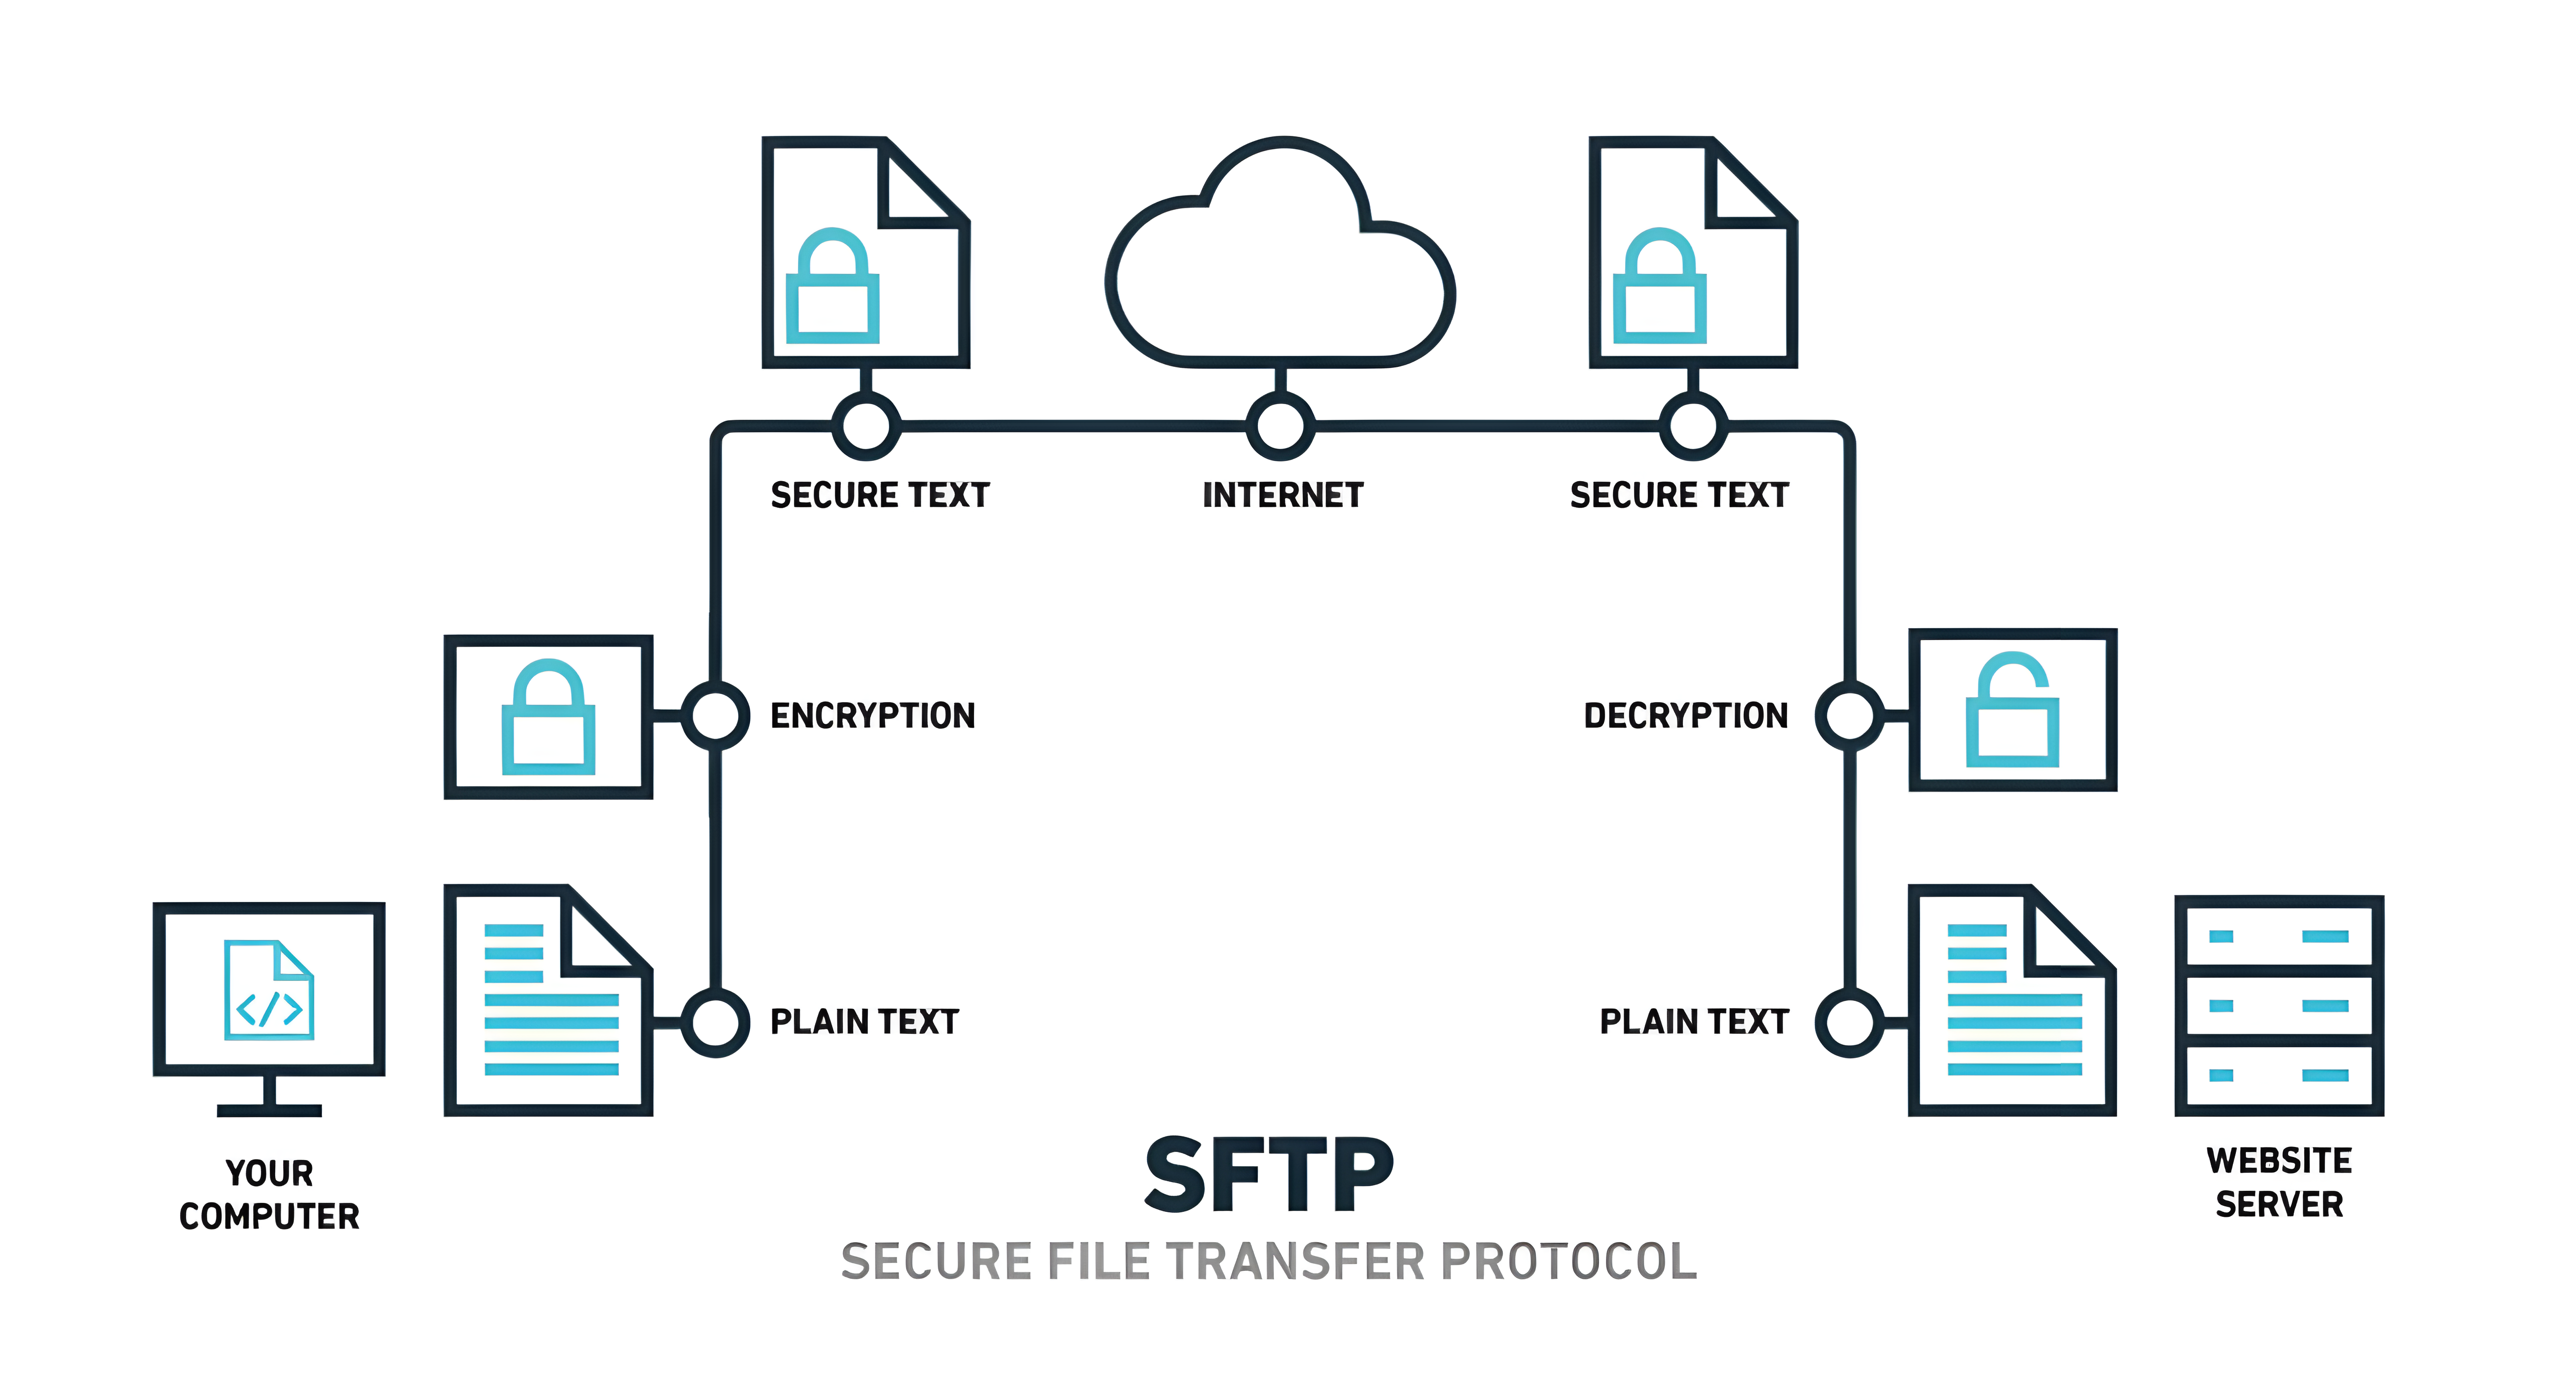 SECURE TEXT
INTERNET
SECURE TEXT
ENCRYPTION
DECRYPTION
PLAIN TEXT
PLAIN TEXT
YOUR
COMPUTER
WEBSITE
SERVER
SFTP
SECURE FILE TRANSFER PROTOCOL